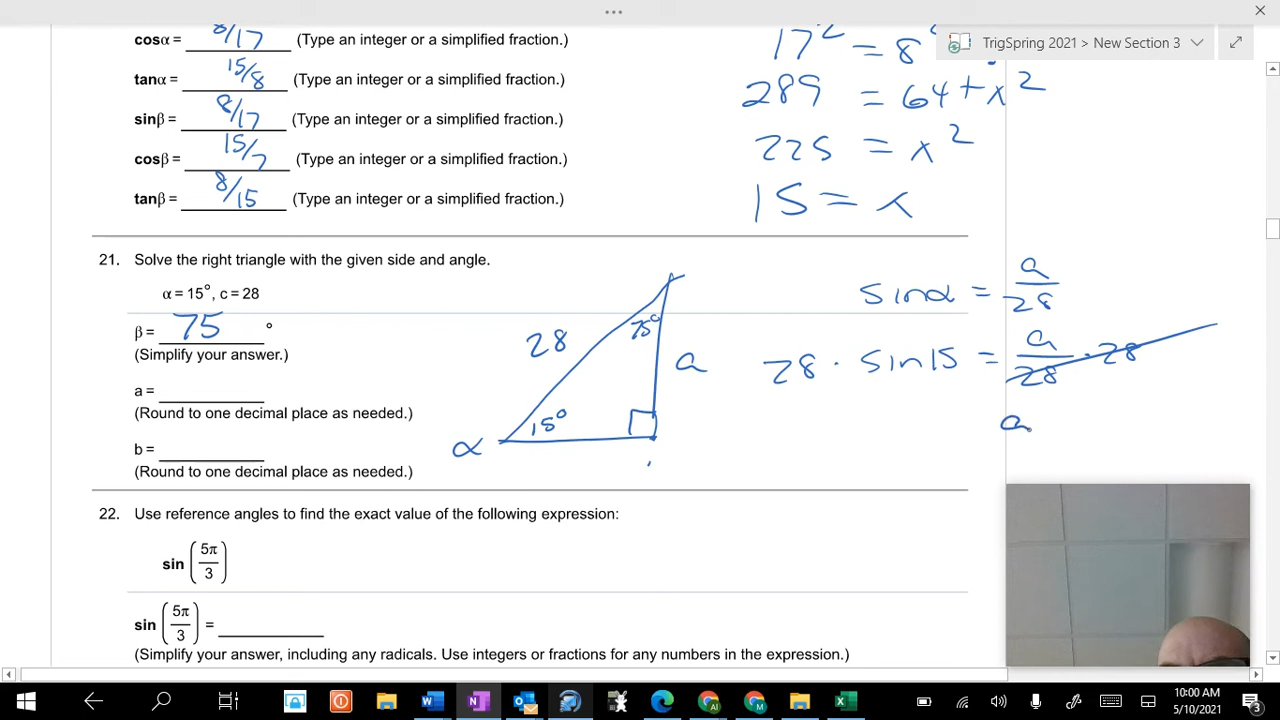 TrigSpring 2021 > New Section 3
cosα = 8/17 (Type an integer or a simplified fraction.)
tanα = 15/8 (Type an integer or a simplified fraction.)
sinβ = 8/17 (Type an integer or a simplified fraction.)
cosβ = 15/7 (Type an integer or a simplified fraction.)
tanβ = 8/15 (Type an integer or a simplified fraction.)
17² = 8
289 = 64 + x²
225 = x²
15 = x
21. Solve the right triangle with the given side and angle.
α = 15°, c = 28
β = 75 °
(Simplify your answer.)
a =
(Round to one decimal place as needed.)
b =
(Round to one decimal place as needed.)
28
75°
a
15°
α
sinα = a/28
28 · sin15 = a/28 · 28
a
22. Use reference angles to find the exact value of the following expression:
sin (5π/3)
sin (5π/3) =
(Simplify your answer, including any radicals. Use integers or fractions for any numbers in the expression.)
10:00 AM
5/10/2021